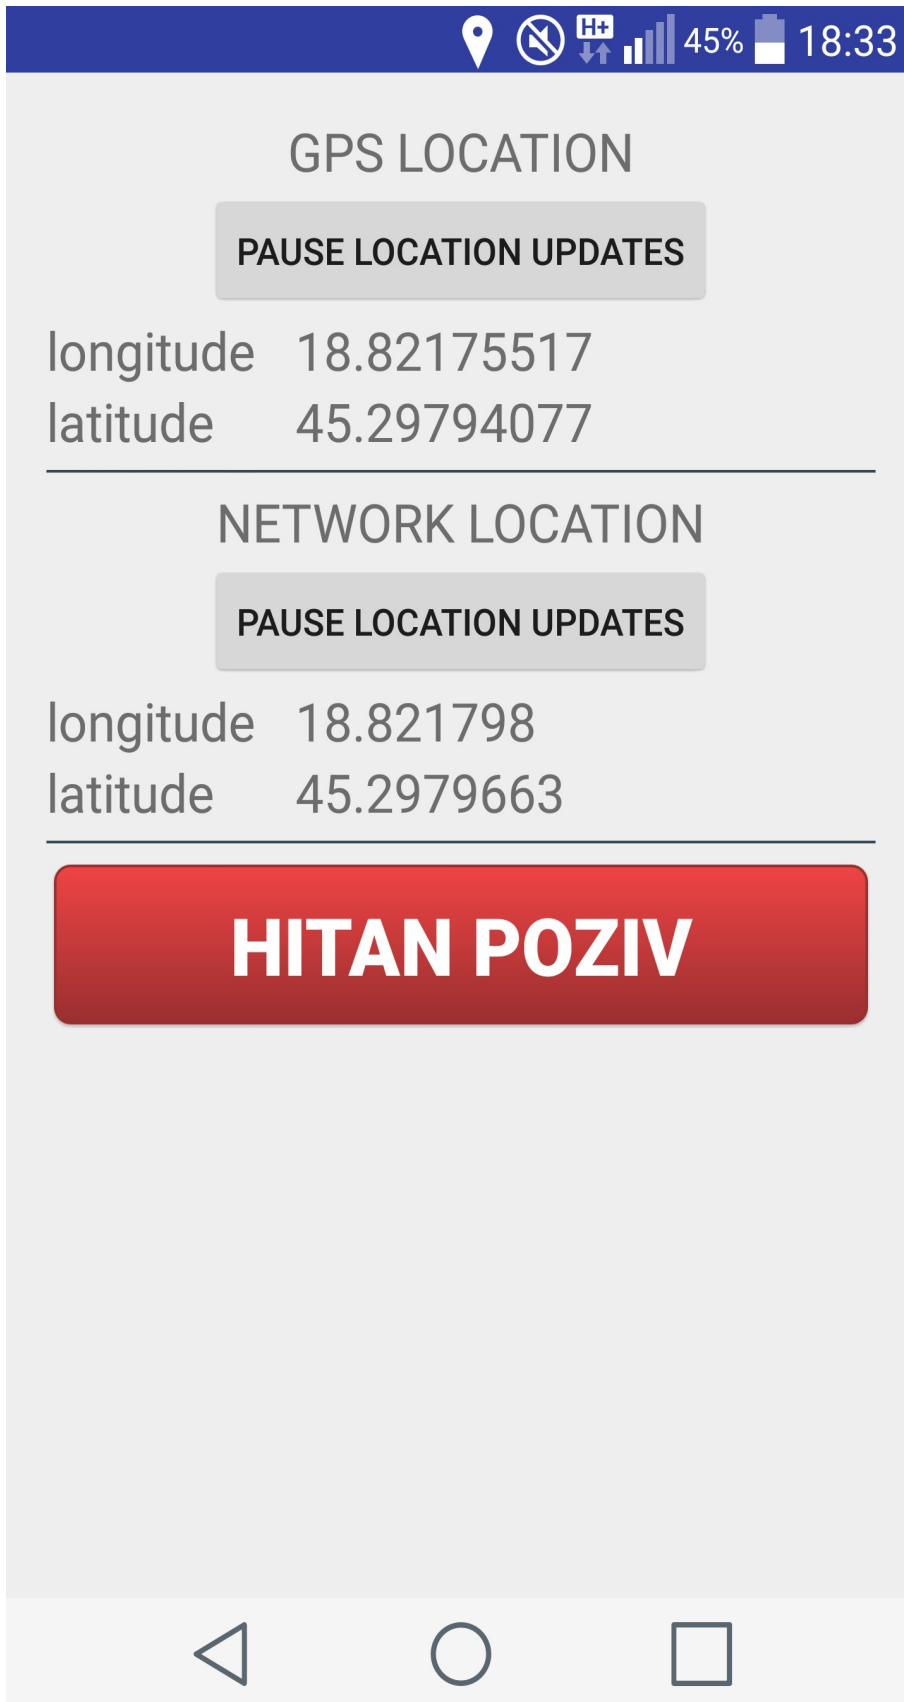 H+ 45% 18:33
GPS LOCATION
PAUSE LOCATION UPDATES
longitude 18.82175517
latitude 45.29794077
NETWORK LOCATION
PAUSE LOCATION UPDATES
longitude 18.821798
latitude 45.2979663
HITAN POZIV